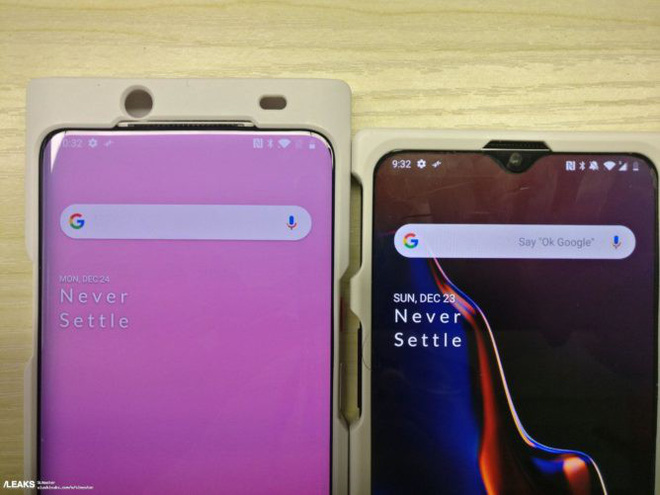 0:32
G
MON, DEC 24
Never
Settle
9:32
G Say "Ok Google"
SUN, DEC 23
Never
Settle
/LEAKS